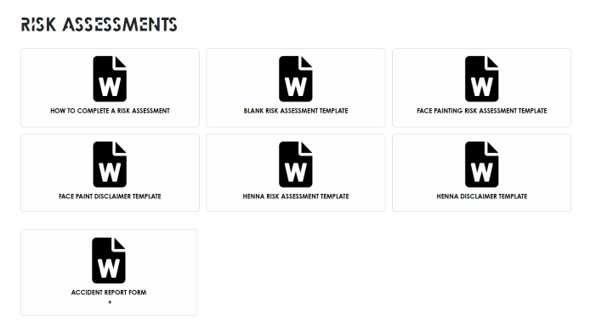 RISK ASSESSMENTS
W
W
W
HOW TO COMPLETE A RISK ASSESSMENT
BLANK RISK ASSESSMENT TEMPLATE
FACE PAINTING RISK ASSESSMENT TEMPLATE
W
W
W
FACE PAINT DISCLAIMER TEMPLATE
HENNA RISK ASSESSMENT TEMPLATE
HENNA DISCLAIMER TEMPLATE
W
ACCIDENT REPORT FORM